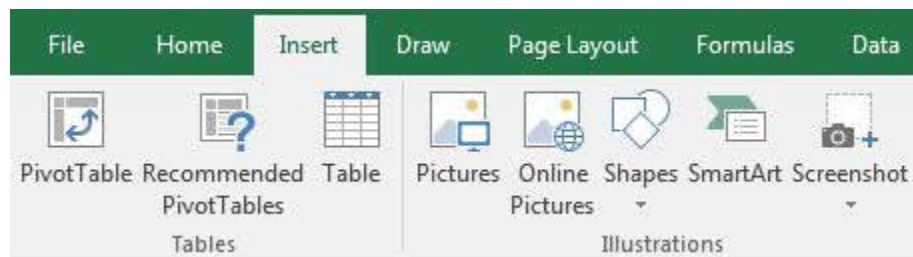 File Home Insert Draw Page Layout Formulas Data
PivotTable Recommended Table Pictures Online Shapes SmartArt Screenshot
PivotTables Pictures
Tables Illustrations